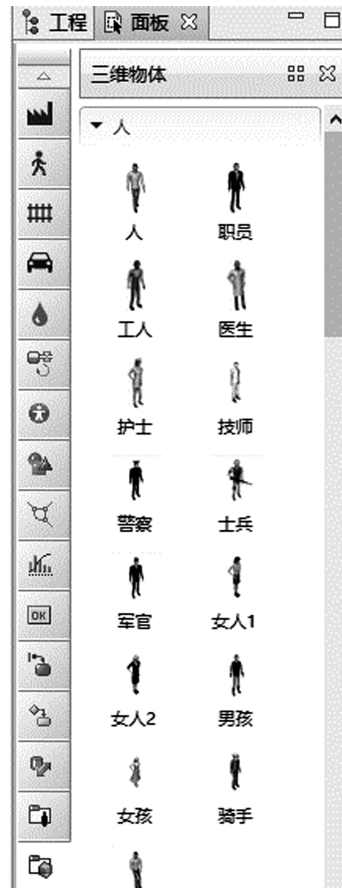 工程 面板
三维物体
人
人 职员
工人 医生
护士 技师
警察 士兵
军官 女人1
女人2 男孩
女孩 骑手
OK